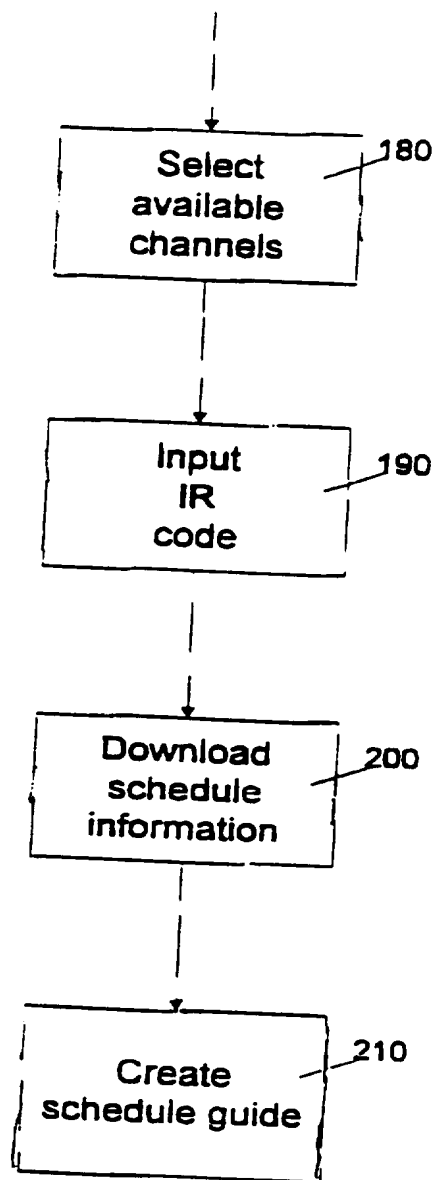 180
Select
available
channels
190
Input
IR
code
200
Download
schedule
information
210
Create
schedule guide